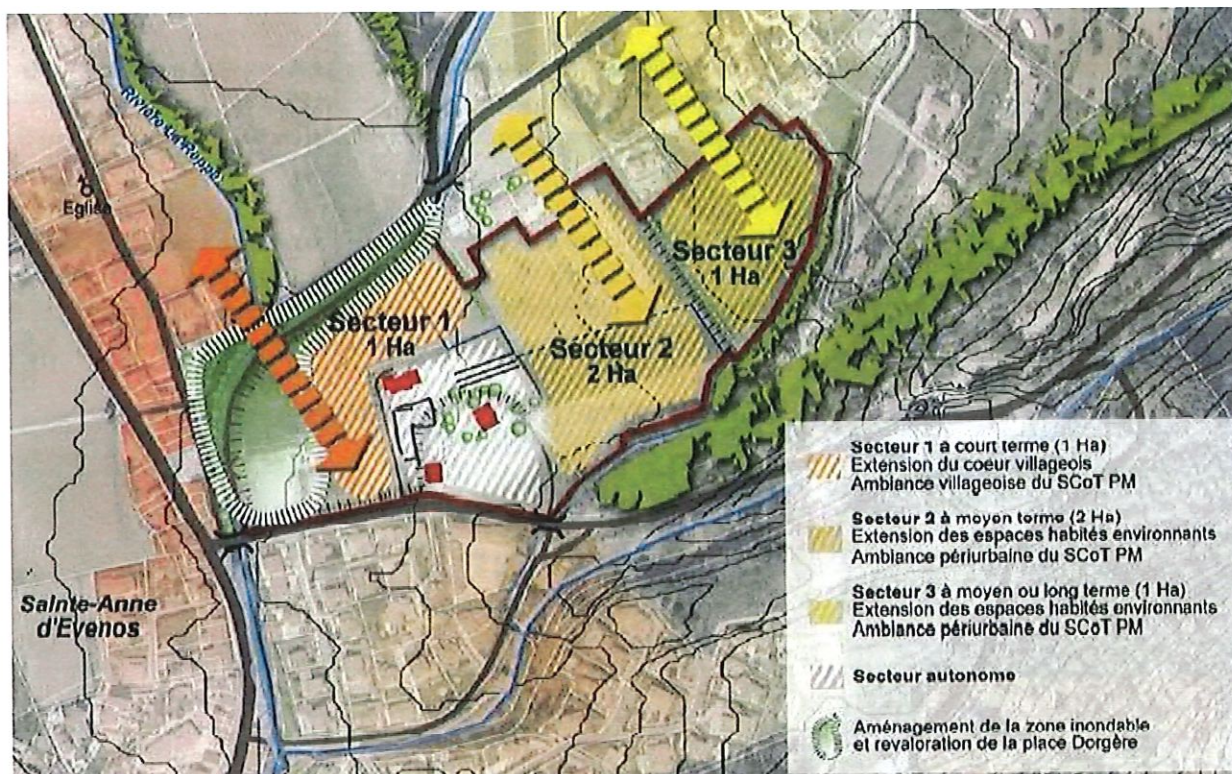 Rivière La Reppe
Eglise
Secteur 1
1 Ha
Secteur 2
2 Ha
Secteur 3
1 Ha
Sainte-Anne
d'Evenos
Secteur 1 à court terme (1 Ha)
Extension du coeur villageois
Ambiance villageoise du SCoT PM
Secteur 2 à moyen terme (2 Ha)
Extension des espaces habités environnants
Ambiance périurbaine du SCoT PM
Secteur 3 à moyen ou long terme (1 Ha)
Extension des espaces habités environnants
Ambiance périurbaine du SCoT PM
Secteur autonome
Aménagement de la zone inondable
et revaloration de la place Dorgère